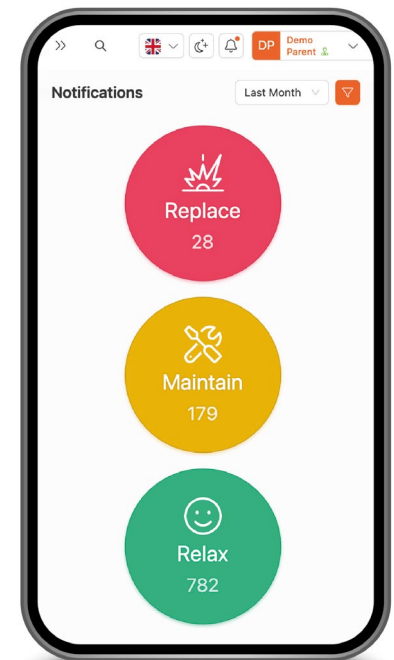 DP
Demo
Parent
Notifications
Last Month
Replace
28
Maintain
179
Relax
782